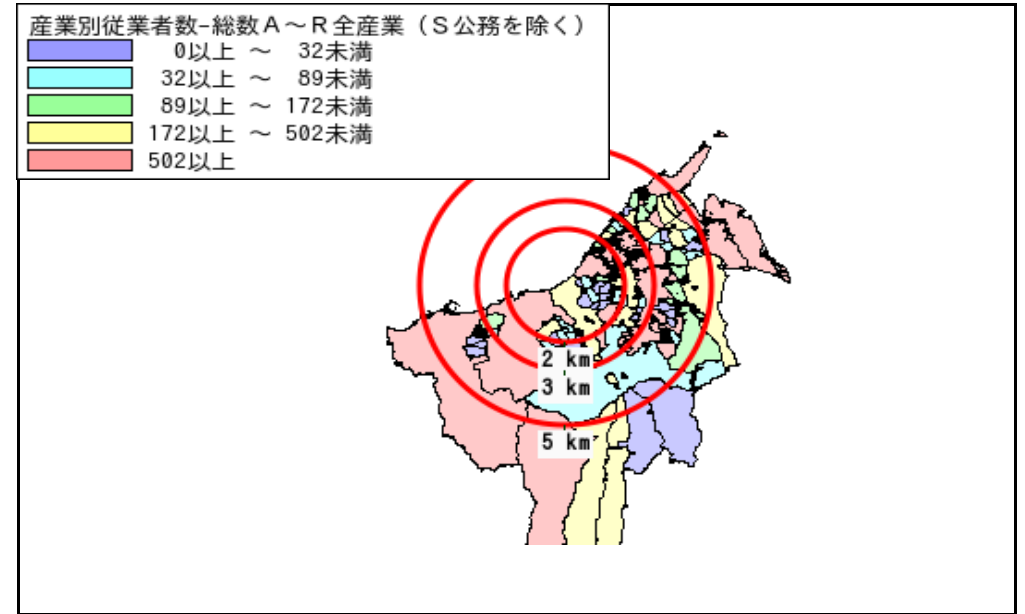 産業別従業者数-総数Ａ～Ｒ全産業（Ｓ公務を除く）
0以上 ～ 32未満
32以上 ～ 89未満
89以上 ～ 172未満
172以上 ～ 502未満
502以上
2 km
3 km
5 km